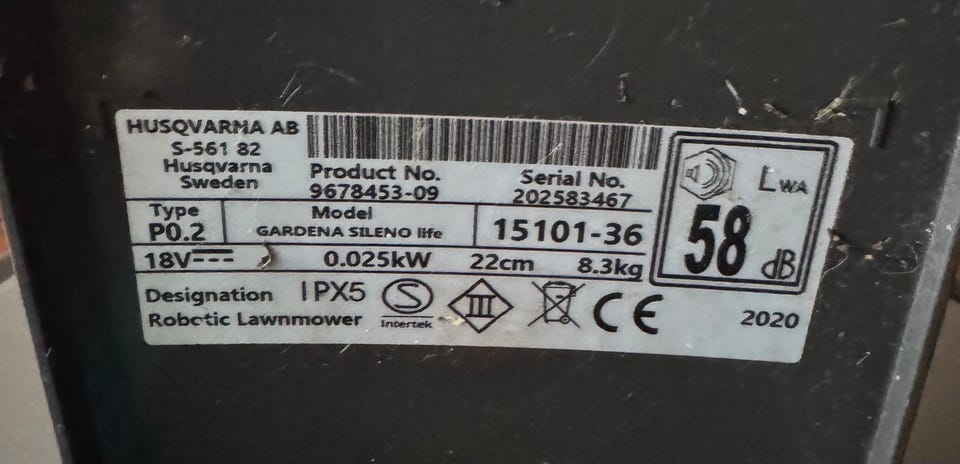 HUSQVARNA AB
S-561 82
Husqvarna
Sweden
Product No.
9678453-09
Serial No.
202583467
Type
P0.2
Model
GARDENA SILENO life
15101-36
18V
0.025kW
22cm
8.3kg
LWA
58
dB
Designation
Robotic Lawnmower
IPX5
S
Intertek
III
CE
2020